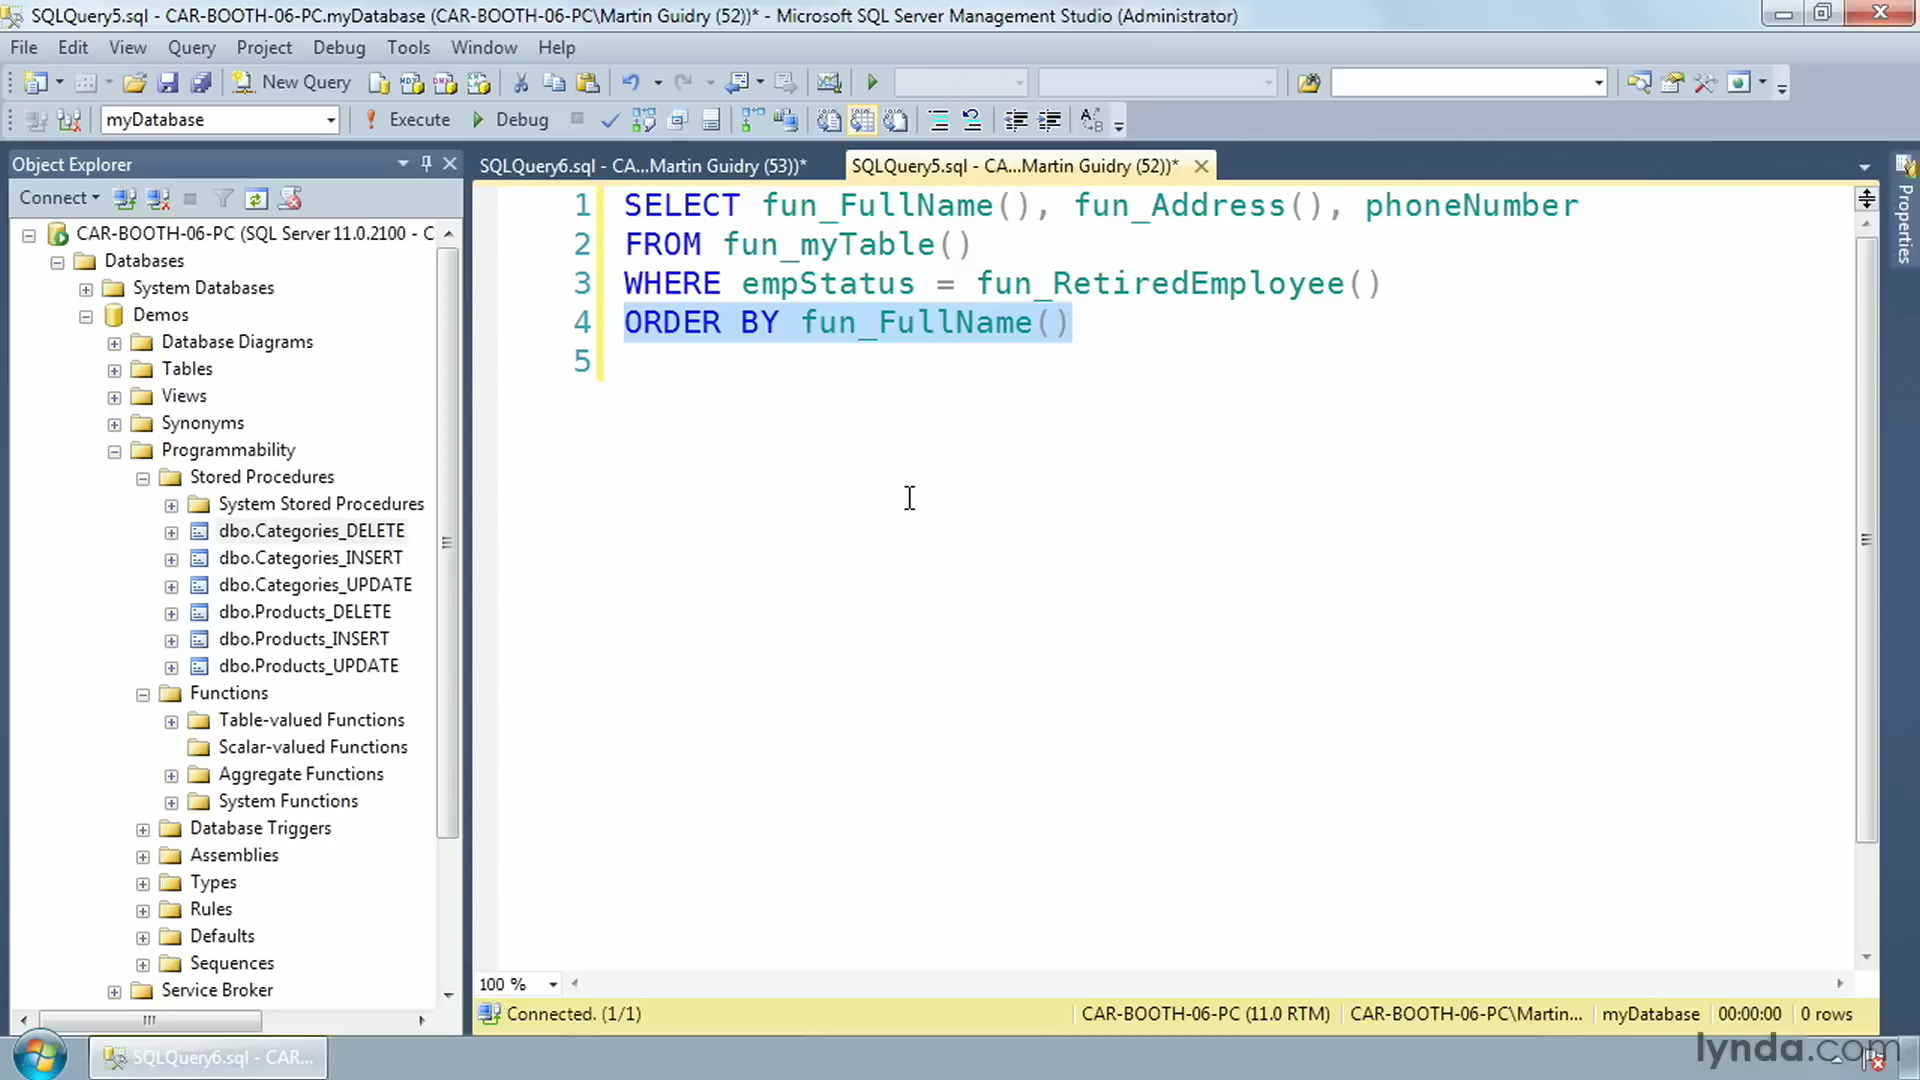 SQLQuery5.sql - CAR-BOOTH-06-PC.myDatabase (CAR-BOOTH-06-PC\Martin Guidry (52))* - Microsoft SQL Server Management Studio (Administrator)
File Edit View Query Project Debug Tools Window Help
New Query
myDatabase Execute Debug
Object Explorer
SQLQuery6.sql - CA...Martin Guidry (53))*
SQLQuery5.sql - CA...Martin Guidry (52))*
Properties
Connect
CAR-BOOTH-06-PC (SQL Server 11.0.2100 - C
Databases
System Databases
Demos
Database Diagrams
Tables
Views
Synonyms
Programmability
Stored Procedures
System Stored Procedures
dbo.Categories_DELETE
dbo.Categories_INSERT
dbo.Categories_UPDATE
dbo.Products_DELETE
dbo.Products_INSERT
dbo.Products_UPDATE
Functions
Table-valued Functions
Scalar-valued Functions
Aggregate Functions
System Functions
Database Triggers
Assemblies
Types
Rules
Defaults
Sequences
Service Broker
1 SELECT fun_FullName(), fun_Address(), phoneNumber
2 FROM fun_myTable()
3 WHERE empStatus = fun_RetiredEmployee()
4 ORDER BY fun_FullName()
5
100 %
Connected. (1/1) CAR-BOOTH-06-PC (11.0 RTM) CAR-BOOTH-06-PC\Martin... myDatabase 00:00:00 0 rows
SQLQuery6.sql - CAR...
lynda.com